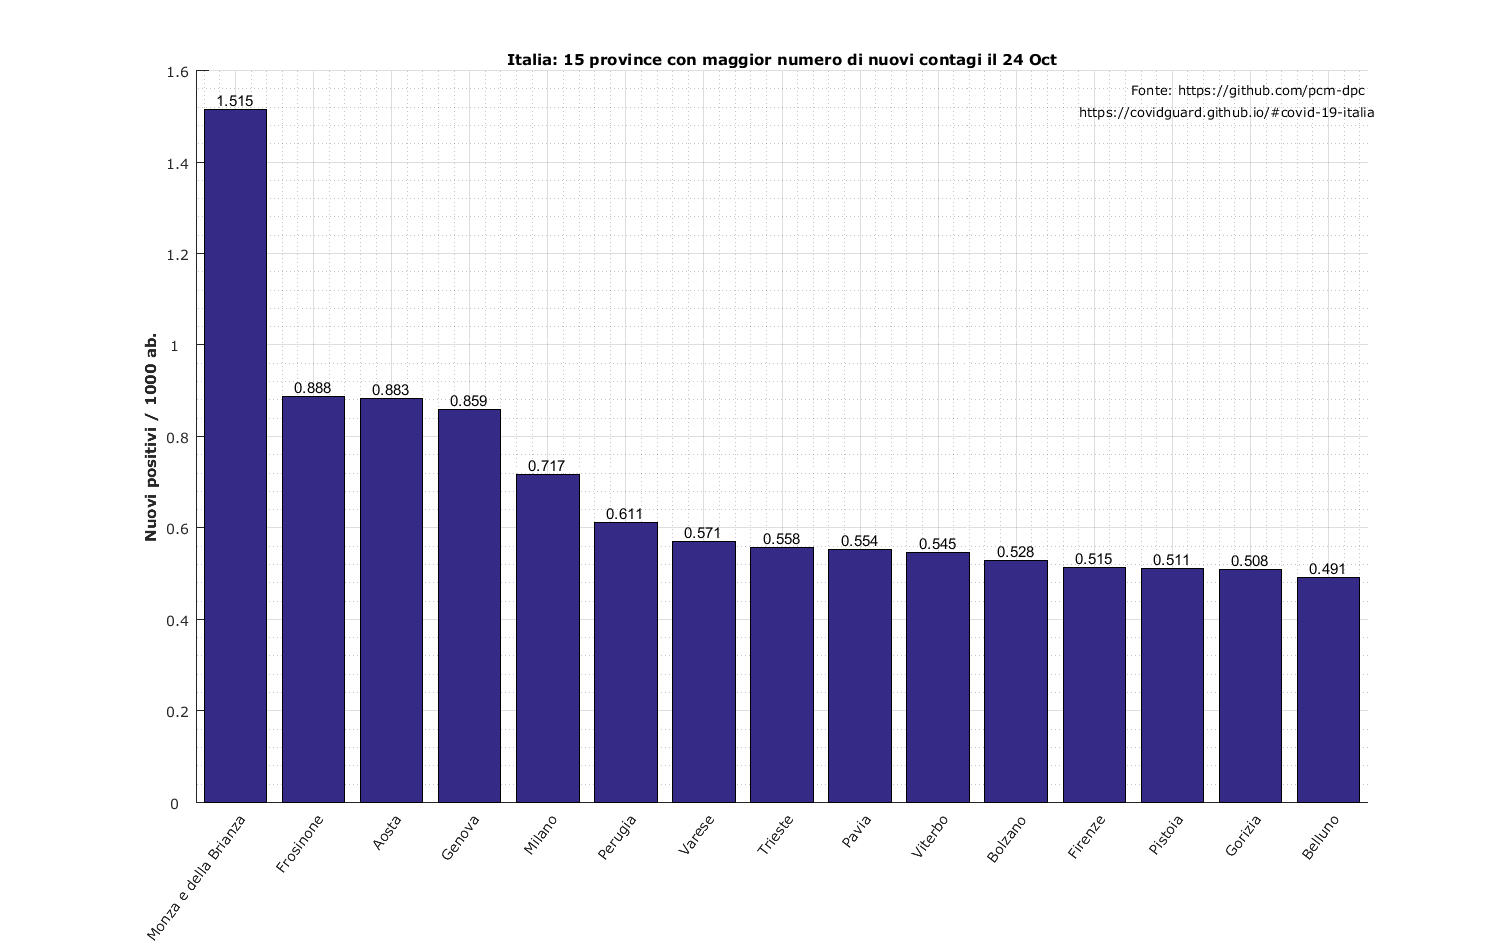 Italia: 15 province con maggior numero di nuovi contagi il 24 Oct
Fonte: https://github.com/pcm-dpc
https://covidguard.github.io/#covid-19-italia
Nuovi positivi / 1000 ab.
1.6
1.4
1.2
1
0.8
0.6
0.4
0.2
0
1.515
0.888
0.883
0.859
0.717
0.611
0.571
0.558
0.554
0.545
0.528
0.515
0.511
0.508
0.491
Monza e della Brianza
Frosinone
Aosta
Genova
Milano
Perugia
Varese
Trieste
Pavia
Viterbo
Bolzano
Firenze
Pistoia
Gorizia
Belluno